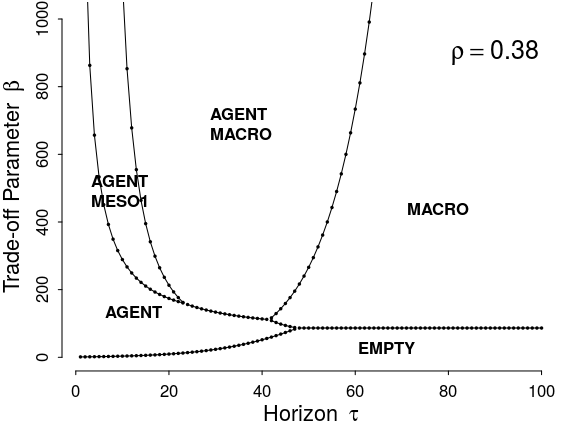 1000
800
600
400
200
0
Trade-off Parameter β
ρ = 0.38
AGENT
MACRO
AGENT
MESO1
MACRO
AGENT
EMPTY
0 20 40 60 80 100
Horizon τ